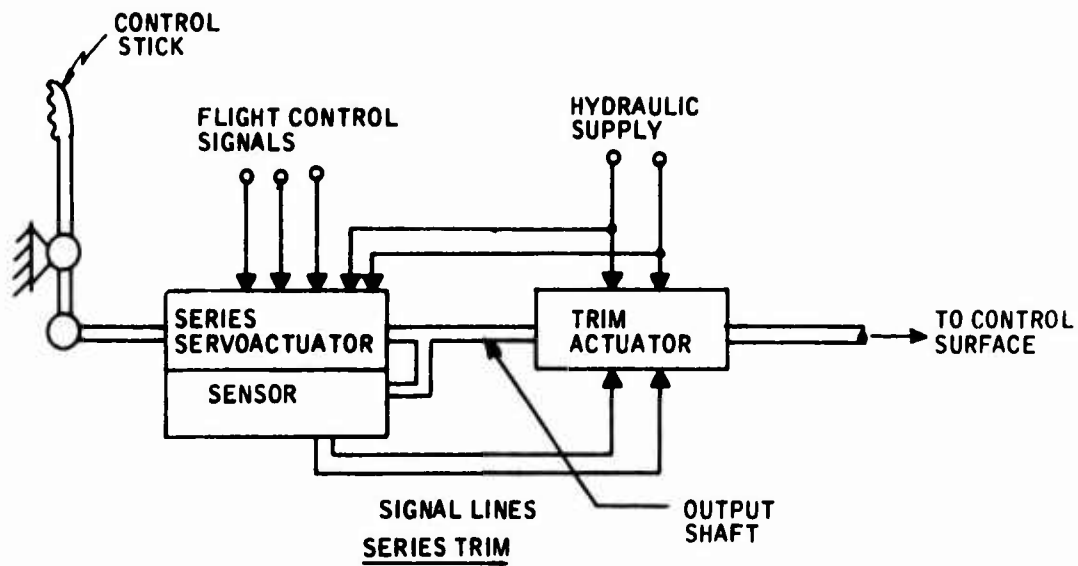 CONTROL
STICK
FLIGHT CONTROL
SIGNALS
HYDRAULIC
SUPPLY
SERIES
SERVOACTUATOR
TRIM
ACTUATOR
TO CONTROL
SURFACE
SENSOR
SIGNAL LINES
OUTPUT
SHAFT
SERIES TRIM